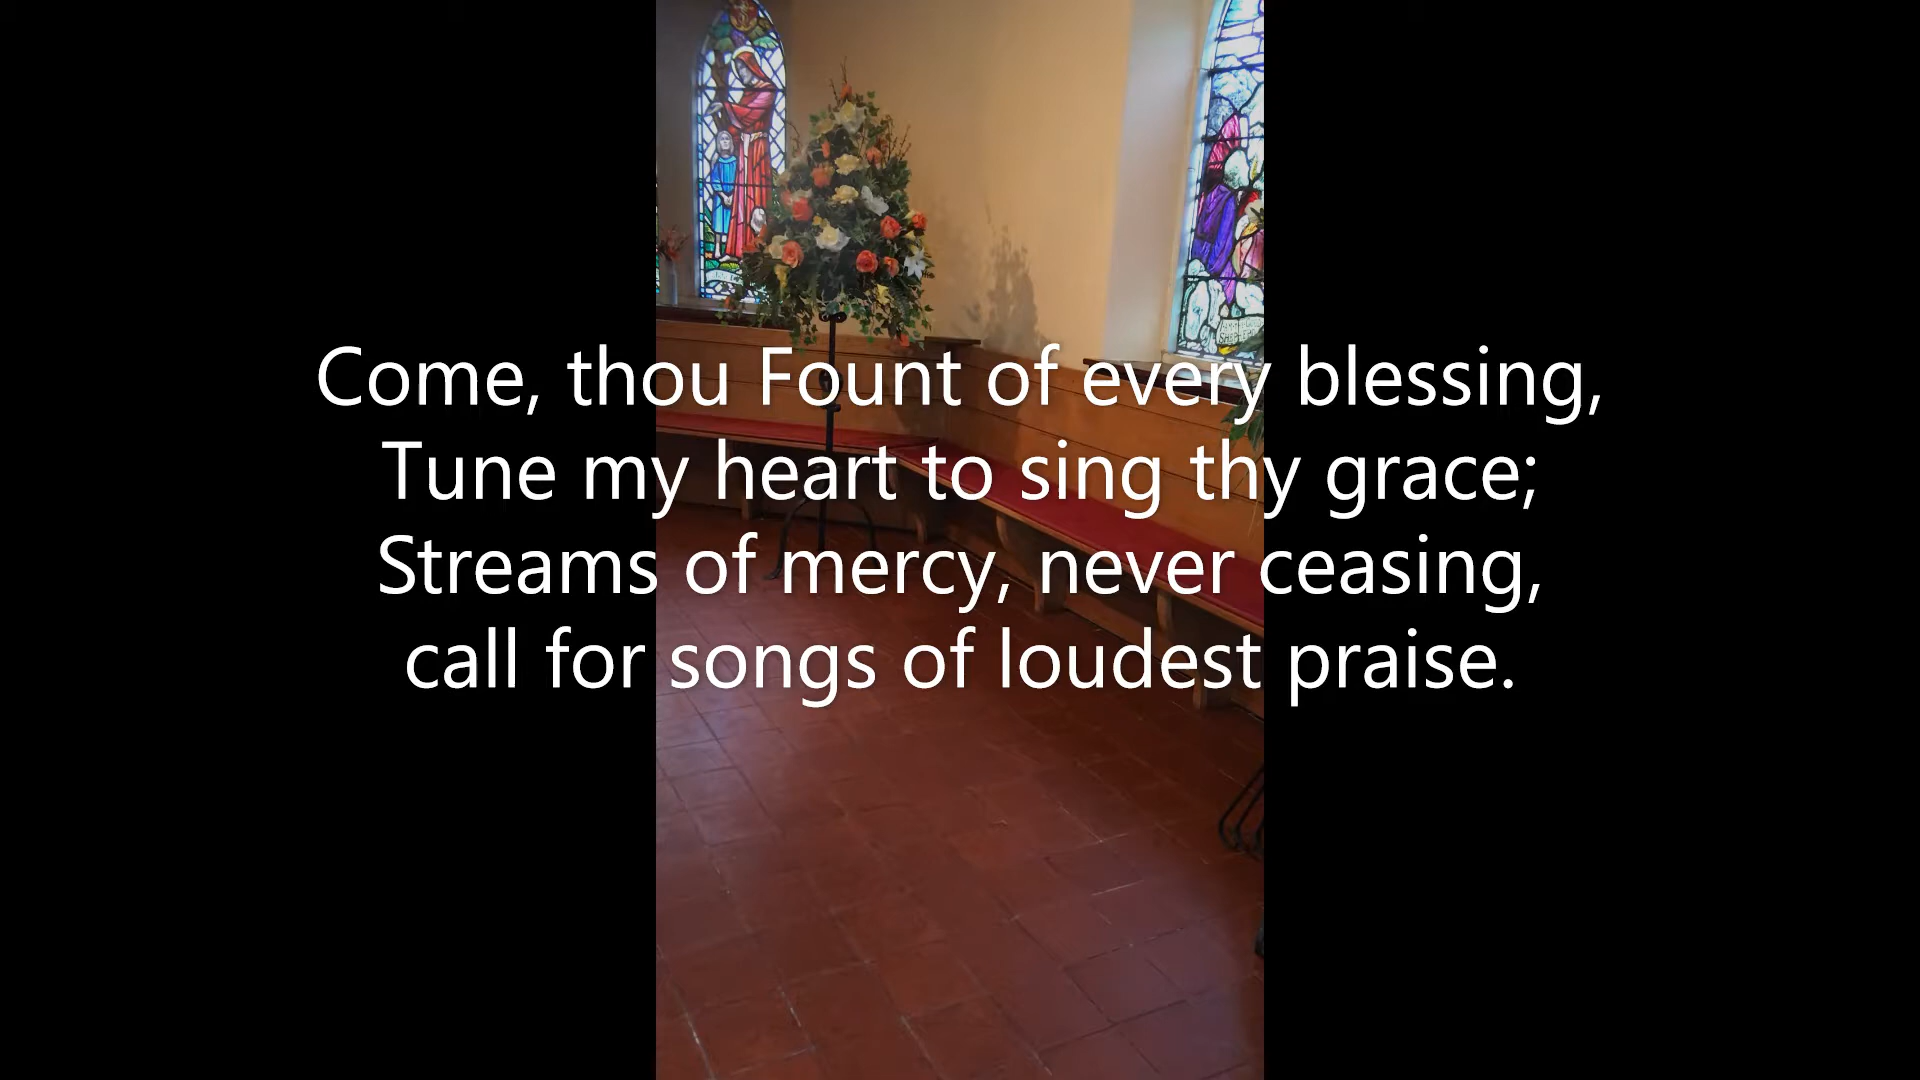 Come, thou Fount of every blessing,
Tune my heart to sing thy grace;
Streams of mercy, never ceasing,
call for songs of loudest praise.